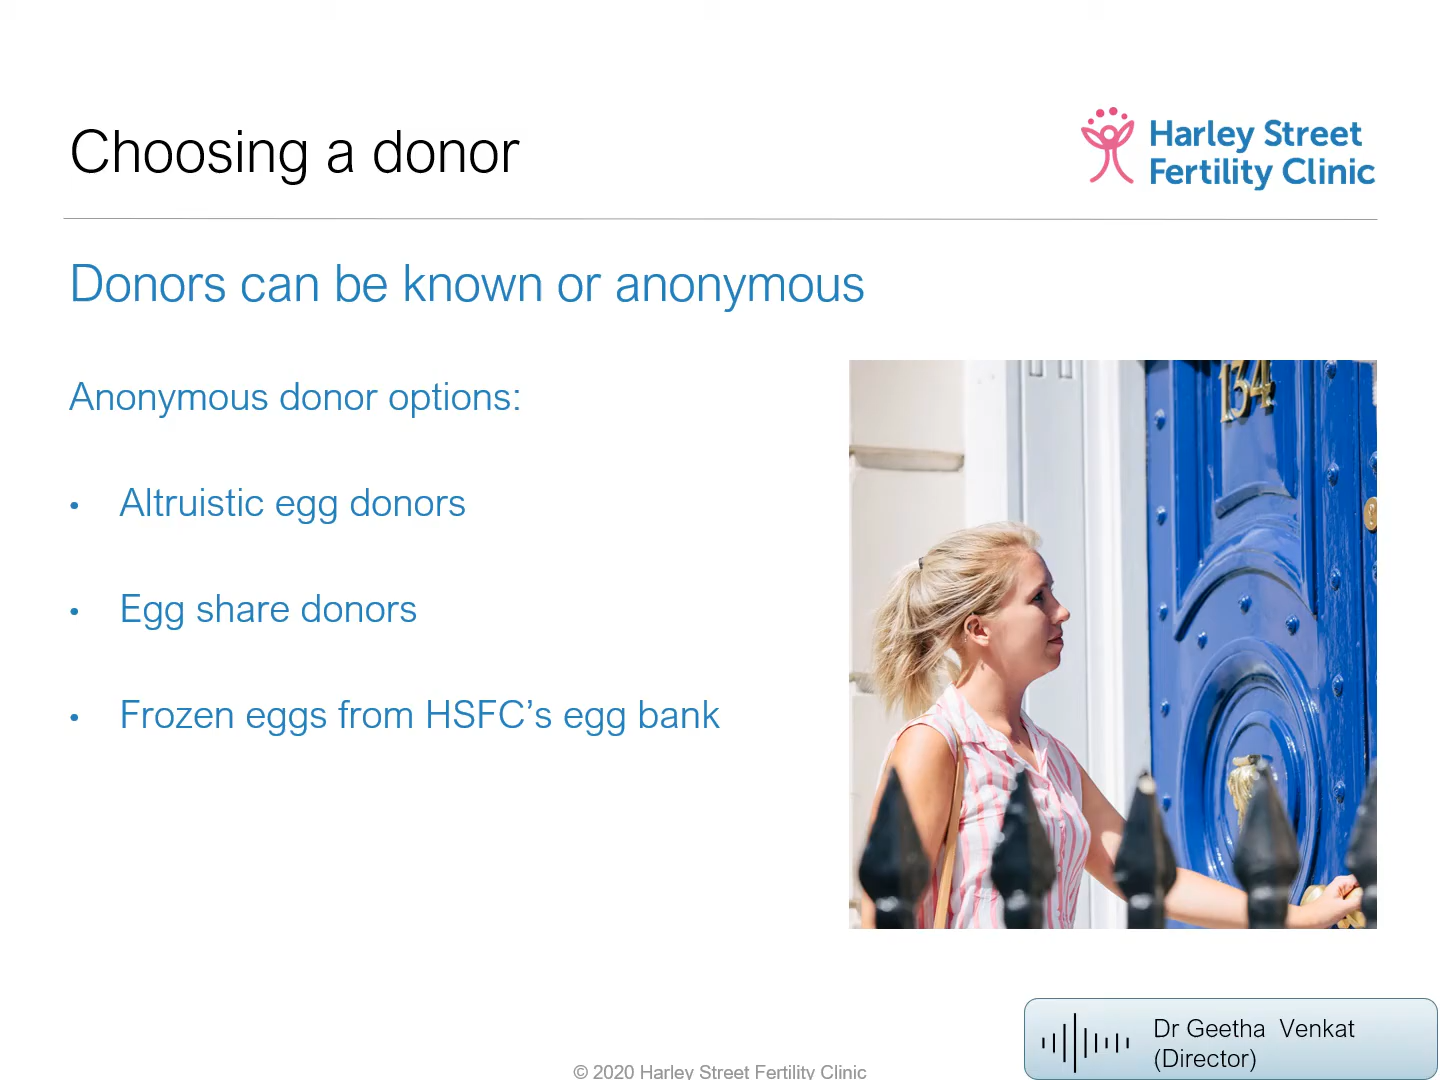 Choosing a donor
Harley Street
Fertility Clinic
Donors can be known or anonymous
Anonymous donor options:
• Altruistic egg donors
• Egg share donors
• Frozen eggs from HSFC’s egg bank
134
Dr Geetha Venkat
(Director)
© 2020 Harley Street Fertility Clinic